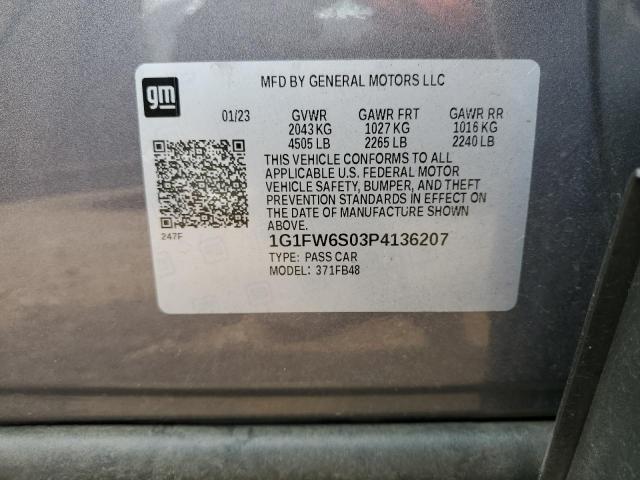 gm
MFD BY GENERAL MOTORS LLC
01/23 GVWR GAWR FRT GAWR RR
2043 KG 1027 KG 1016 KG
4505 LB 2265 LB 2240 LB
THIS VEHICLE CONFORMS TO ALL
APPLICABLE U.S. FEDERAL MOTOR
VEHICLE SAFETY, BUMPER, AND THEFT
PREVENTION STANDARDS IN EFFECT ON
THE DATE OF MANUFACTURE SHOWN
ABOVE.
247F
1G1FW6S03P4136207
TYPE: PASS CAR
MODEL: 371FB48